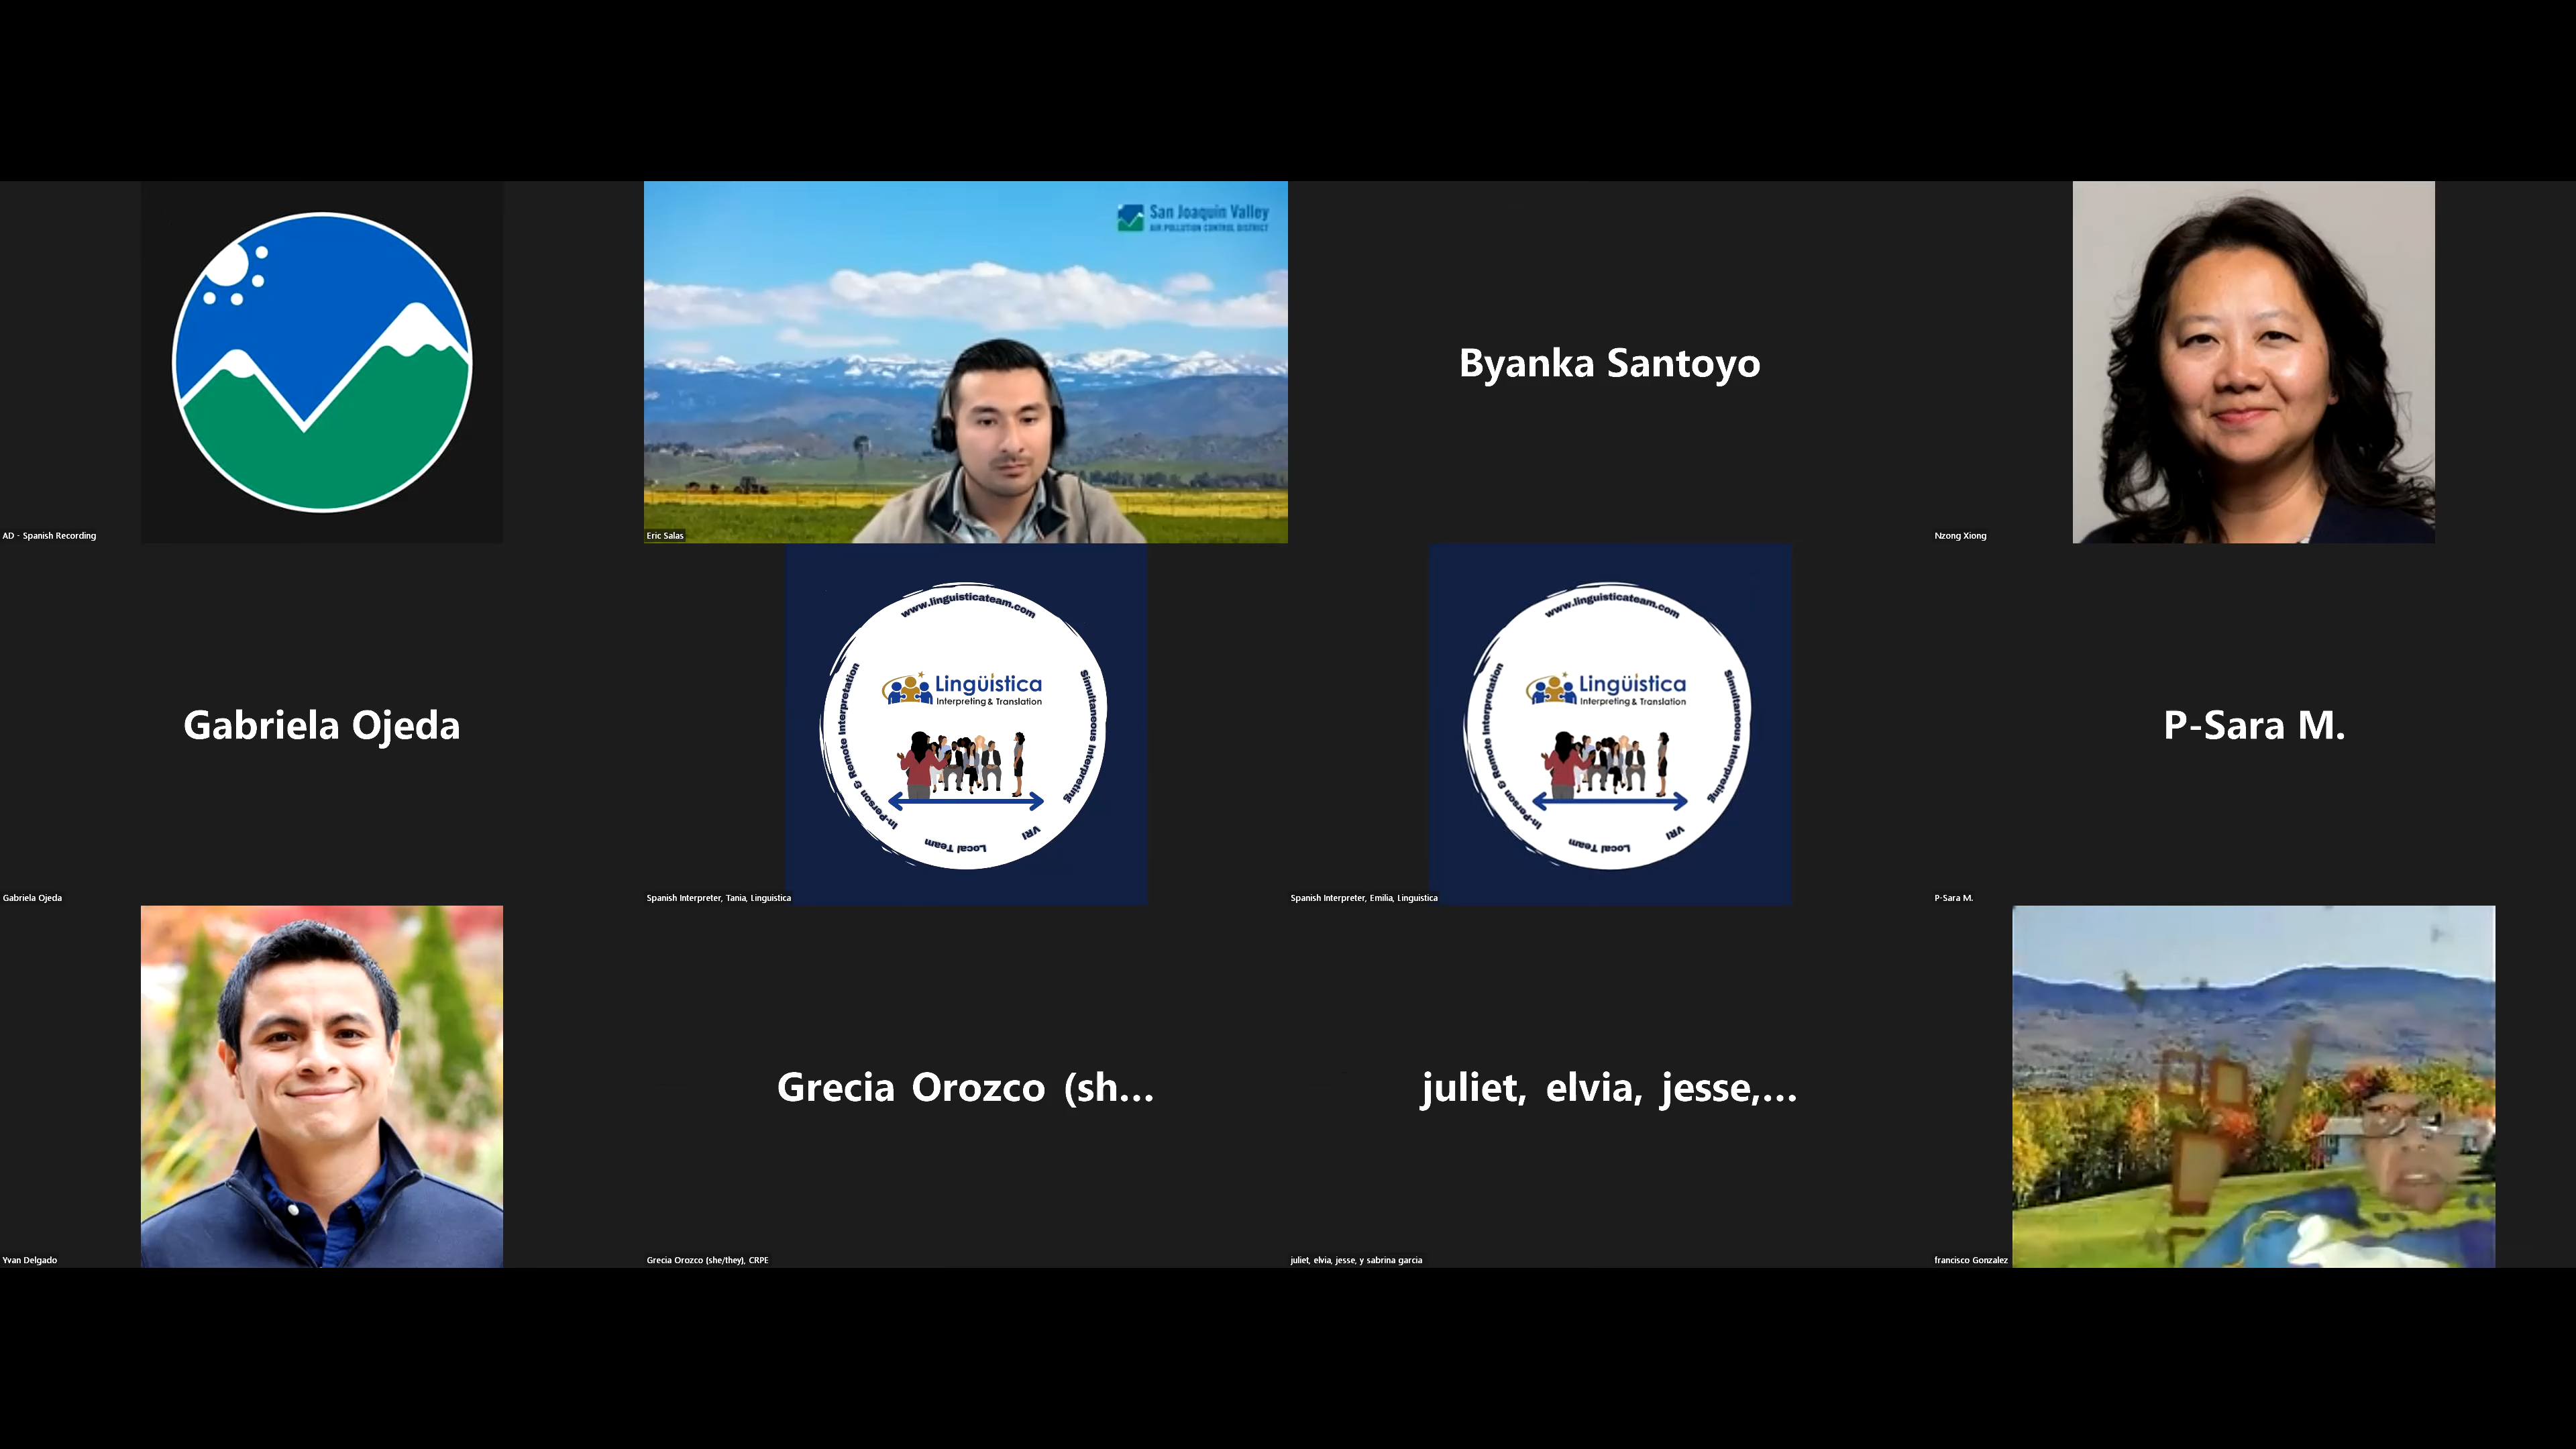 San Joaquin Valley
AIR POLLUTION CONTROL DISTRICT
AD - Spanish Recording
Eric Salas
Byanka Santoyo
Nzong Xiong
Gabriela Ojeda
Gabriela Ojeda
www.linguisticateam.com
Lingüistica
Interpreting & Translation
In-Person & Remote Interpretation
Simultaneous Interpreting
VRI
Local Team
Spanish Interpreter, Tania, Linguistica
www.linguisticateam.com
Lingüistica
Interpreting & Translation
In-Person & Remote Interpretation
Simultaneous Interpreting
VRI
Local Team
Spanish Interpreter, Emilia, Linguistica
P-Sara M.
P-Sara M.
Yvan Delgado
Grecia Orozco (sh...
Grecia Orozco (she/they), CRPE
juliet, elvia, jesse,...
juliet, elvia, jesse, y sabrina garcia
francisco Gonzalez